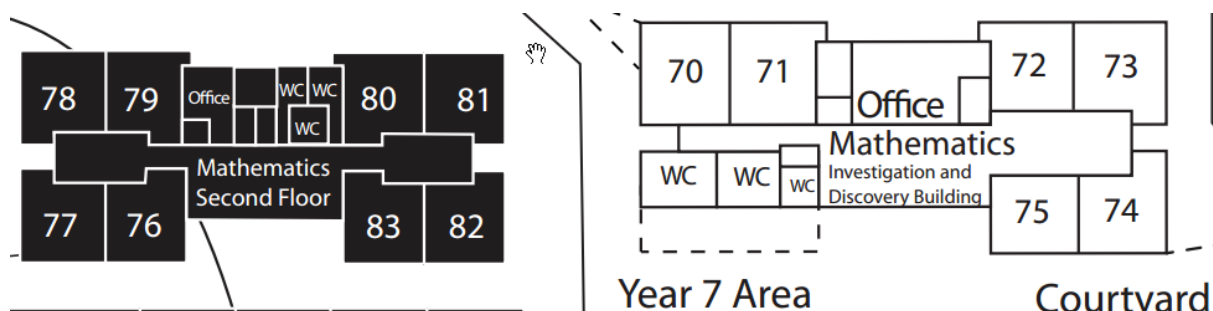 78
79
Office
WC
WC
WC
80
81
Mathematics
Second Floor
77
76
83
82
70
71
Office
72
73
Mathematics
Investigation and
Discovery Building
WC
WC
WC
75
74
Year 7 Area
Courtyard